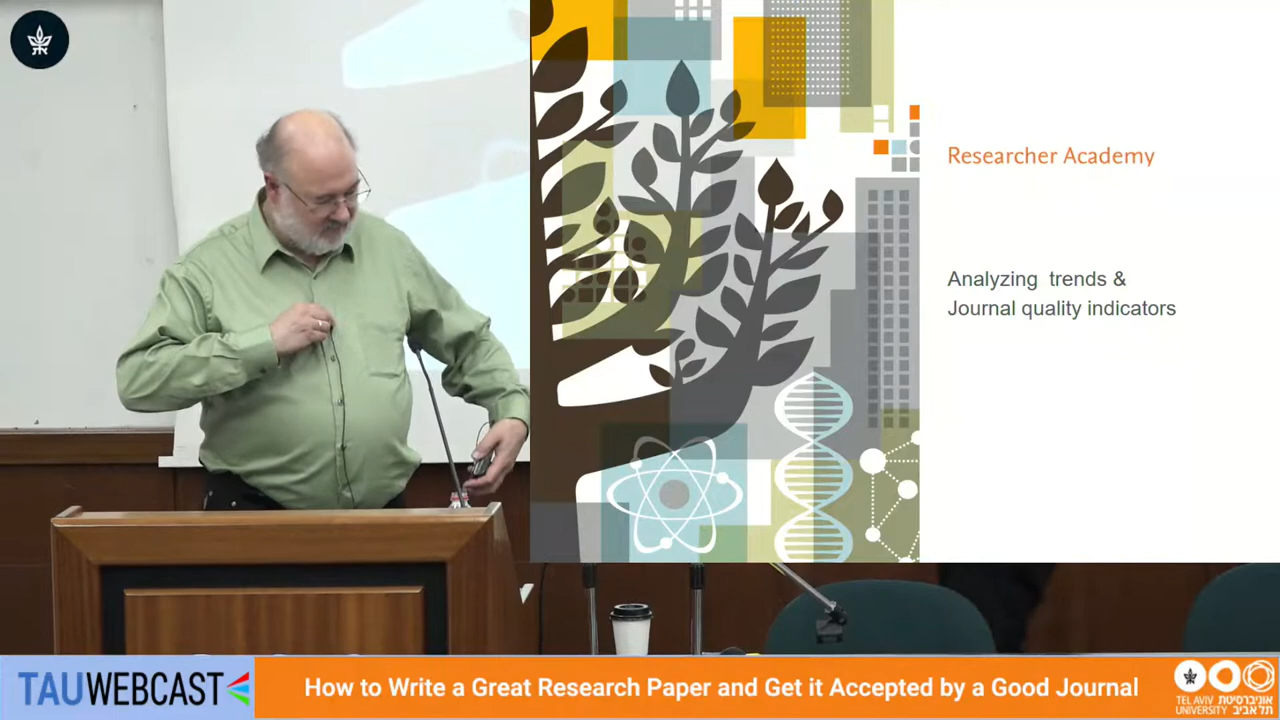 Researcher Academy
Analyzing trends &
Journal quality indicators
TAUWEBCAST
How to Write a Great Research Paper and Get it Accepted by a Good Journal
TEL AVIV אוניברסיטת
UNIVERSITY תל אביב